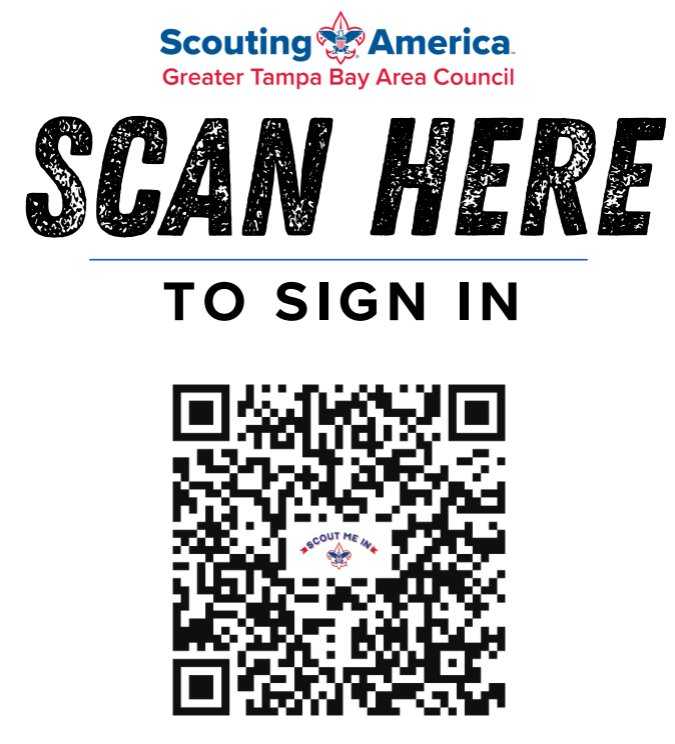 Scouting America
Greater Tampa Bay Area Council
SCAN HERE
TO SIGN IN
SCOUT ME IN